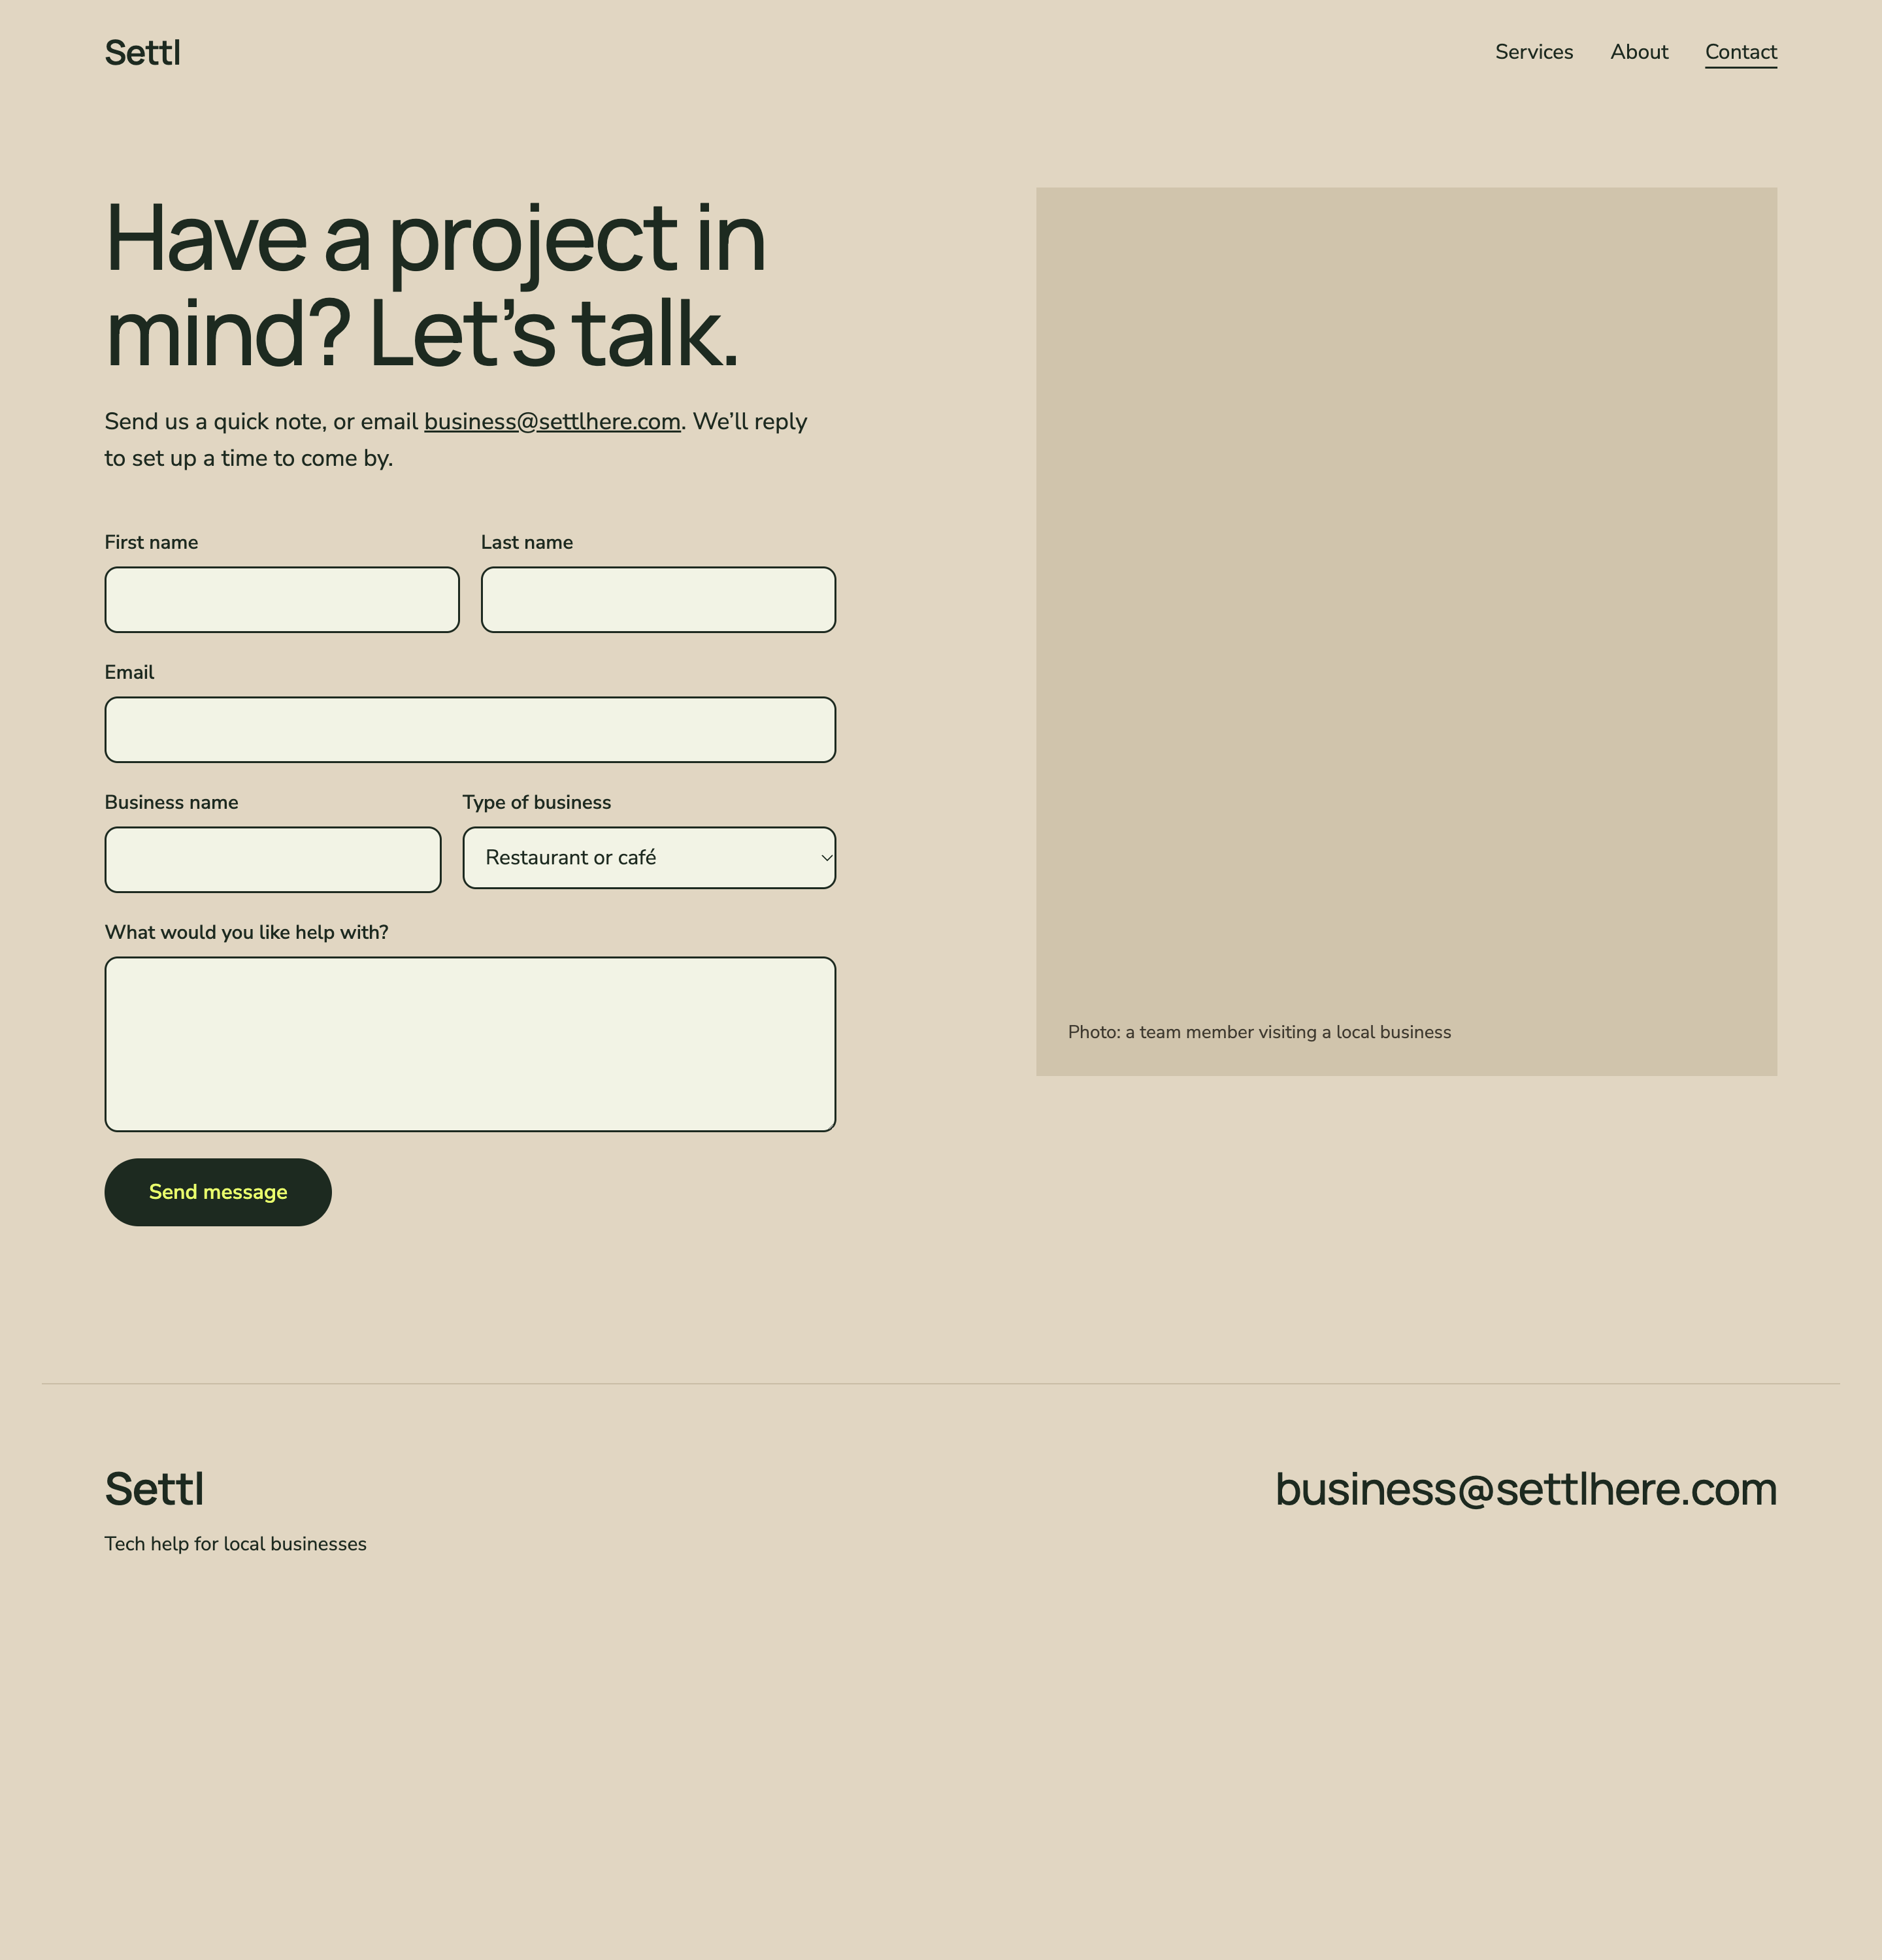 Settl
Services About Contact
Have a project in
mind? Let’s talk.
Send us a quick note, or email business@settlhere.com. We’ll reply
to set up a time to come by.
First name Last name
Email
Business name Type of business
Restaurant or café
What would you like help with?
Send message
Photo: a team member visiting a local business
Settl
business@settlhere.com
Tech help for local businesses